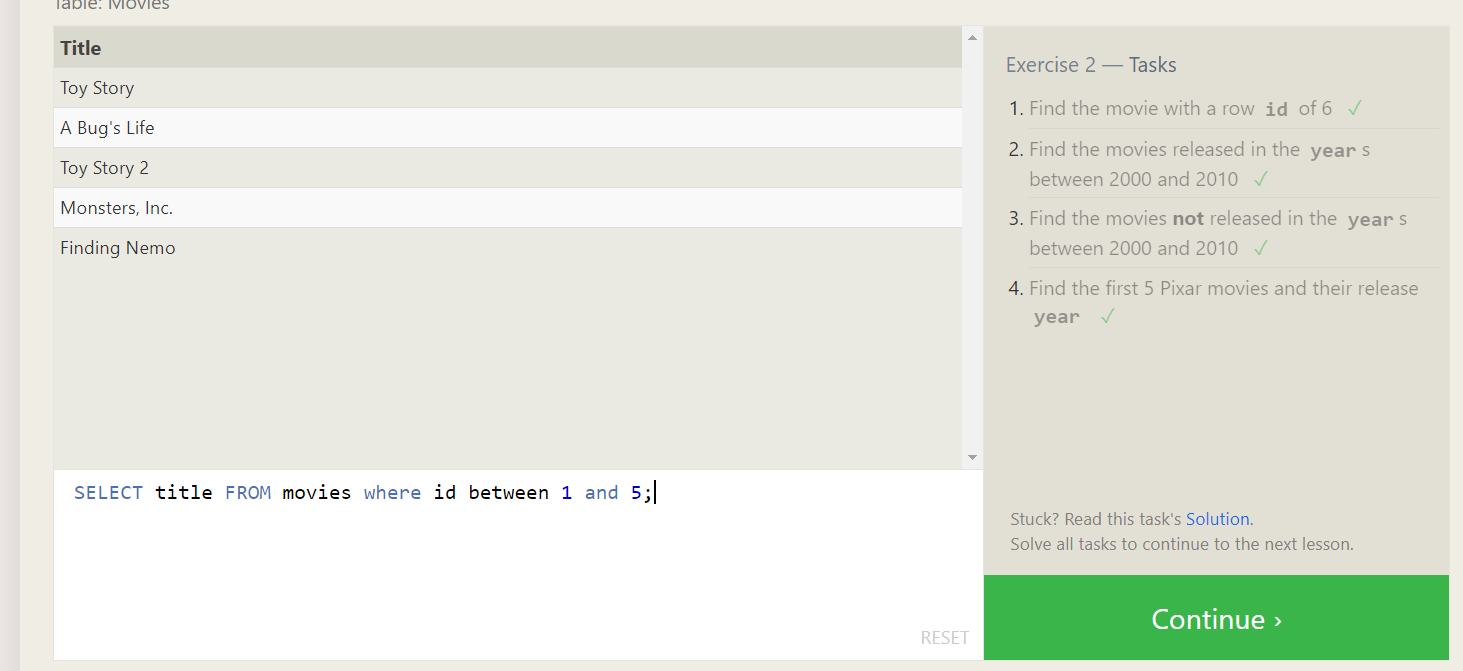 Table: Movies
Title
Toy Story
A Bug's Life
Toy Story 2
Monsters, Inc.
Finding Nemo
SELECT title FROM movies where id between 1 and 5;
RESET
Exercise 2 — Tasks
1. Find the movie with a row id of 6 ✓
2. Find the movies released in the year s
between 2000 and 2010 ✓
3. Find the movies not released in the year s
between 2000 and 2010 ✓
4. Find the first 5 Pixar movies and their release
year ✓
Stuck? Read this task's Solution.
Solve all tasks to continue to the next lesson.
Continue ›